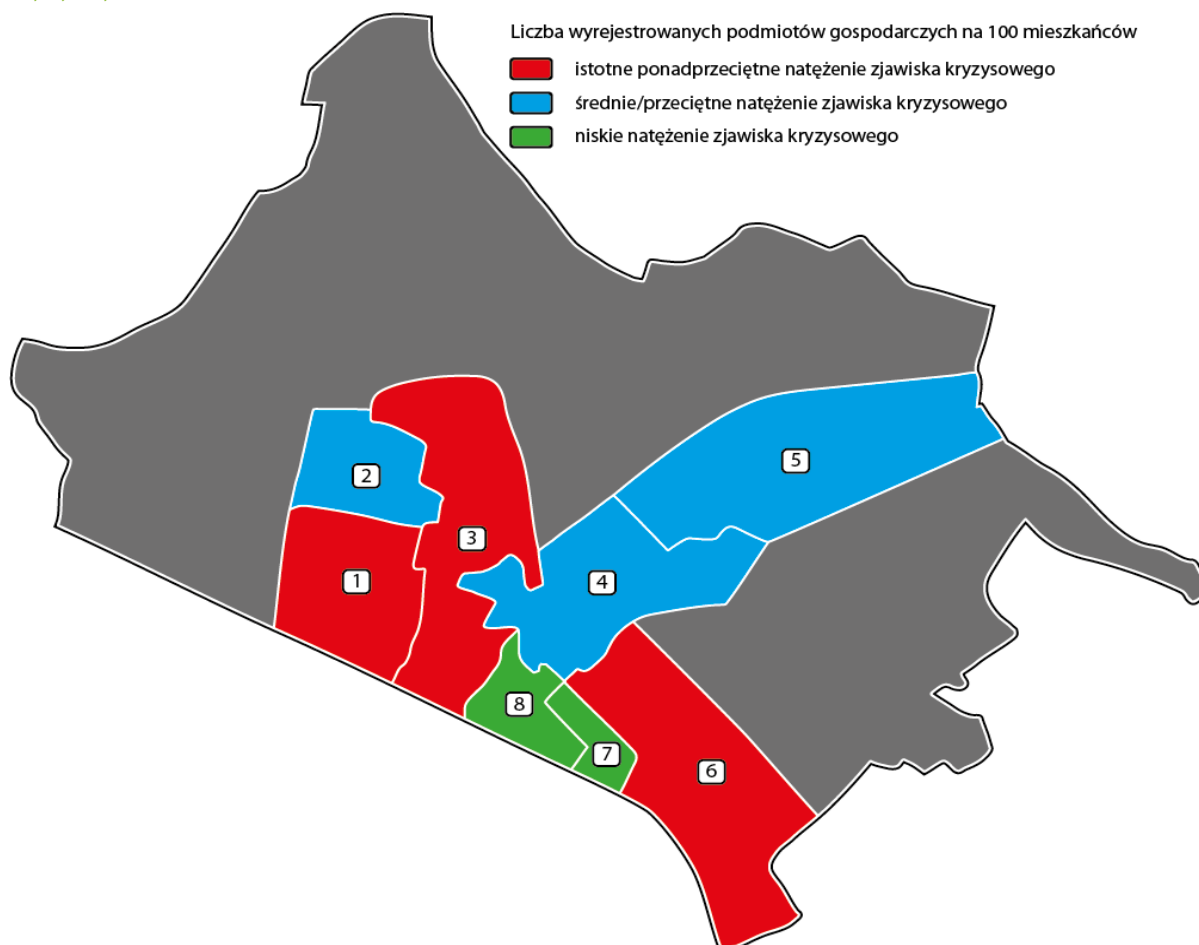 Liczba wyrejestrowanych podmiotów gospodarczych na 100 mieszkańców
istotne ponadprzeciętne natężenie zjawiska kryzysowego
średnie/przeciętne natężenie zjawiska kryzysowego
niskie natężenie zjawiska kryzysowego
5
2
3
1
4
8
7
6